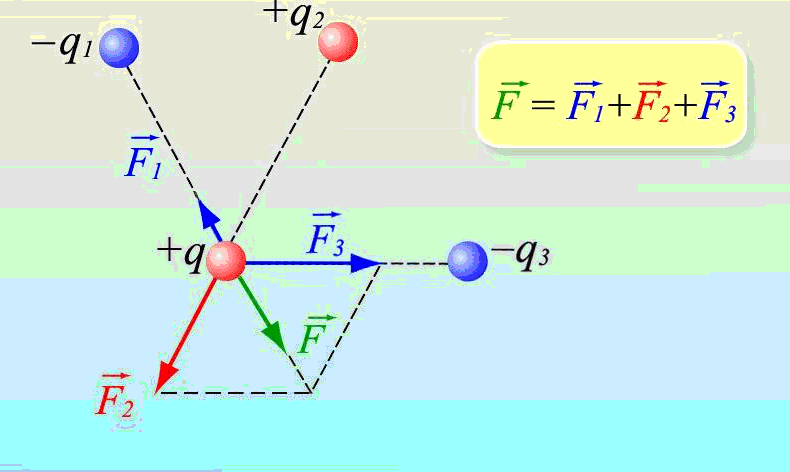 +q₂
−q₁
F⃗ = F⃗₁+F⃗₂+F⃗₃
F⃗₁
F⃗₃
+q
−q₃
F⃗
F⃗₂